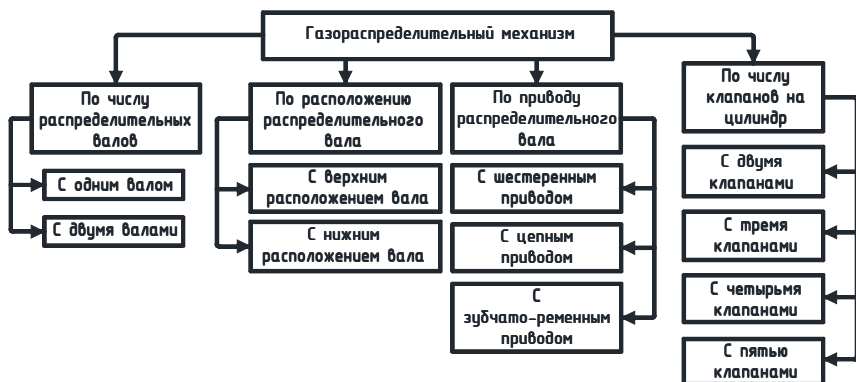 Газораспределительный механизм
По числу
распределительных
валов
С одним валом
С двумя валами
По расположению
распределительного
вала
С верхним
расположением вала
С нижним
расположением вала
По приводу
распределительного
вала
С шестеренным
приводом
С цепным
приводом
С
зубчато-ременным
приводом
По числу
клапанов на
цилиндр
С двумя
клапанами
С тремя
клапанами
С четырьмя
клапанами
С пятью
клапанами